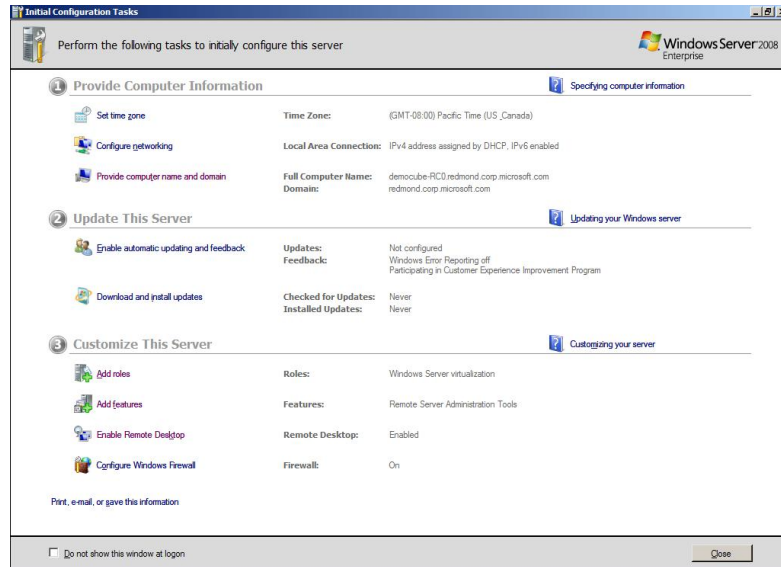 Initial Configuration Tasks
Perform the following tasks to initially configure this server
Windows Server 2008
Enterprise
1 Provide Computer Information
Specifying computer information
Set time zone
Time Zone: (GMT-08:00) Pacific Time (US_Canada)
Configure networking
Local Area Connection: IPv4 address assigned by DHCP, IPv6 enabled
Provide computer name and domain
Full Computer Name: democube-RC0.redmond.corp.microsoft.com
Domain: redmond.corp.microsoft.com
2 Update This Server
Updating your Windows server
Enable automatic updating and feedback
Updates: Not configured
Feedback: Windows Error Reporting off
Participating in Customer Experience Improvement Program
Download and install updates
Checked for Updates: Never
Installed Updates: Never
3 Customize This Server
Customizing your server
Add roles
Roles: Windows Server virtualization
Add features
Features: Remote Server Administration Tools
Enable Remote Desktop
Remote Desktop: Enabled
Configure Windows Firewall
Firewall: On
Print, e-mail, or save this information
Do not show this window at logon
Close